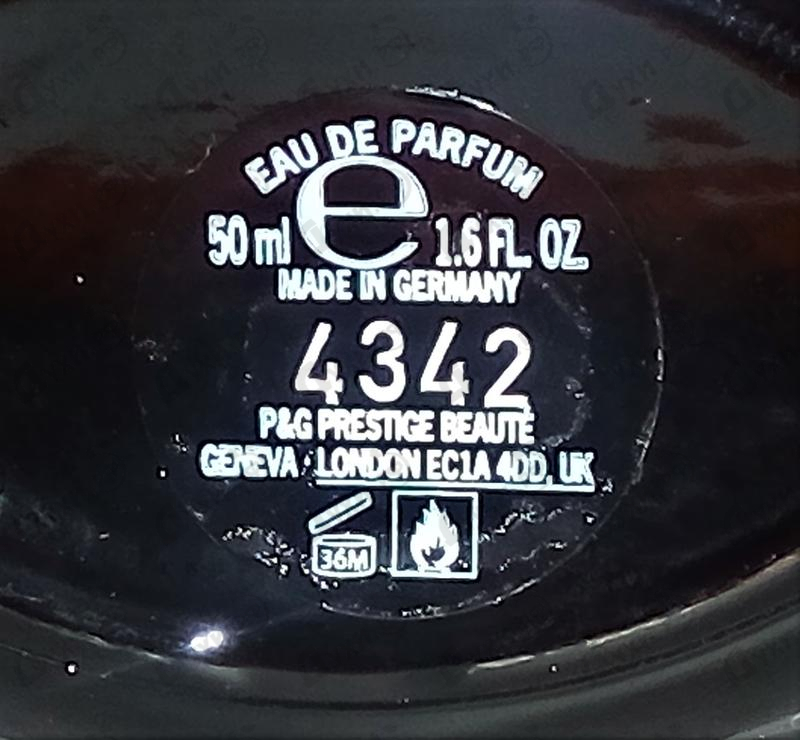 EAU DE PARFUM
50 ml e 1.6 FL. OZ.
MADE IN GERMANY
4342
P&G PRESTIGE BEAUTE
GENEVA / LONDON EC1A 4DD, UK
36M